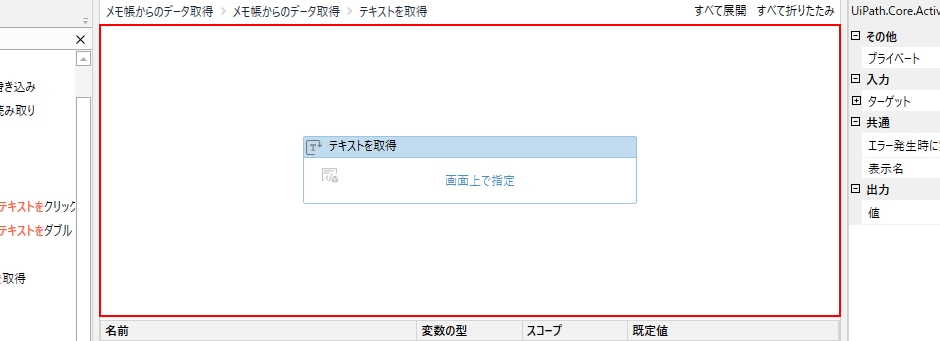 メモ帳からのデータ取得 > メモ帳からのデータ取得 > テキストを取得
すべて展開 すべて折りたたみ
UiPath.Core.Activ
き込み
読み取り
テキストをクリック
テキストをダブル
を取得
テキストを取得
画面上で指定
名前 変数の型 スコープ 既定値
その他
プライベート
入力
ターゲット
共通
エラー発生時に
表示名
出力
値